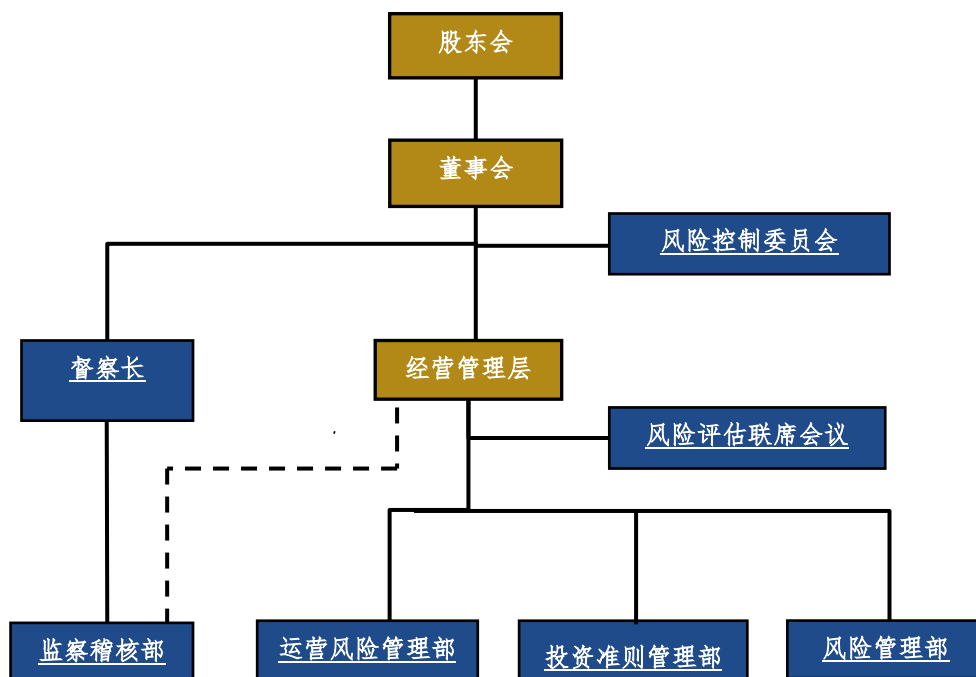 股东会
董事会
风险控制委员会
督察长
经营管理层
风险评估联席会议
监察稽核部
运营风险管理部
投资准则管理部
风险管理部